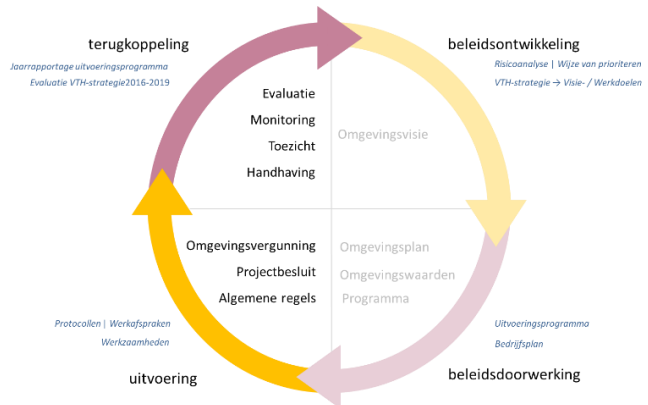 terugkoppeling
Jaarrapportage uitvoeringsprogramma
Evaluatie VTH-strategie2016-2019
beleidsontwikkeling
Risicoanalyse | Wijze van prioriteren
VTH-strategie → Visie- / Werkdoelen
Evaluatie
Monitoring
Toezicht
Handhaving
Omgevingsvisie
Omgevingsvergunning
Projectbesluit
Algemene regels
Omgevingsplan
Omgevingswaarden
Programma
Protocollen | Werkafspraken
Werkzaamheden
uitvoering
Uitvoeringsprogramma
Bedrijfsplan
beleidsdoorwerking